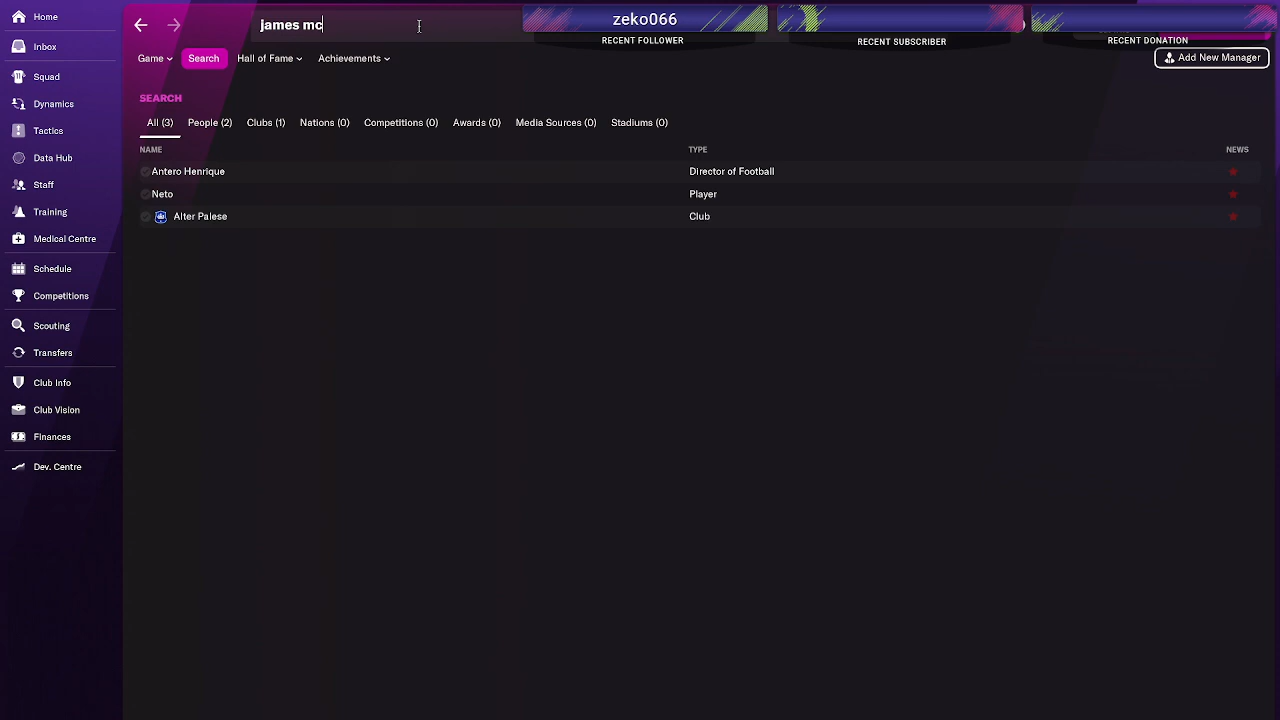 Home
Inbox
Squad
Dynamics
Tactics
Data Hub
Staff
Training
Medical Centre
Schedule
Competitions
Scouting
Transfers
Club Info
Club Vision
Finances
Dev. Centre
james mc
zeko066
RECENT FOLLOWER
RECENT SUBSCRIBER
RECENT DONATION
Game
Search
Hall of Fame
Achievements
Add New Manager
SEARCH
All (3)
People (2)
Clubs (1)
Nations (0)
Competitions (0)
Awards (0)
Media Sources (0)
Stadiums (0)
NAME TYPE NEWS
Antero Henrique Director of Football
Neto Player
Alter Palese Club